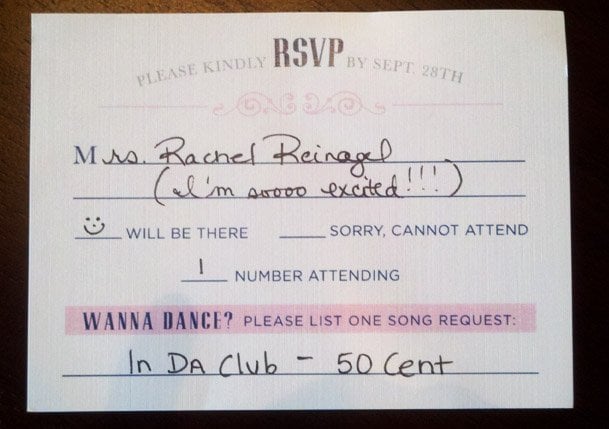 PLEASE KINDLY RSVP BY SEPT. 28TH
Mrs. Rachel Reinagel
(I'm soooo excited!!!)
WILL BE THERE SORRY, CANNOT ATTEND
1 NUMBER ATTENDING
WANNA DANCE? PLEASE LIST ONE SONG REQUEST:
In DA Club - 50 Cent